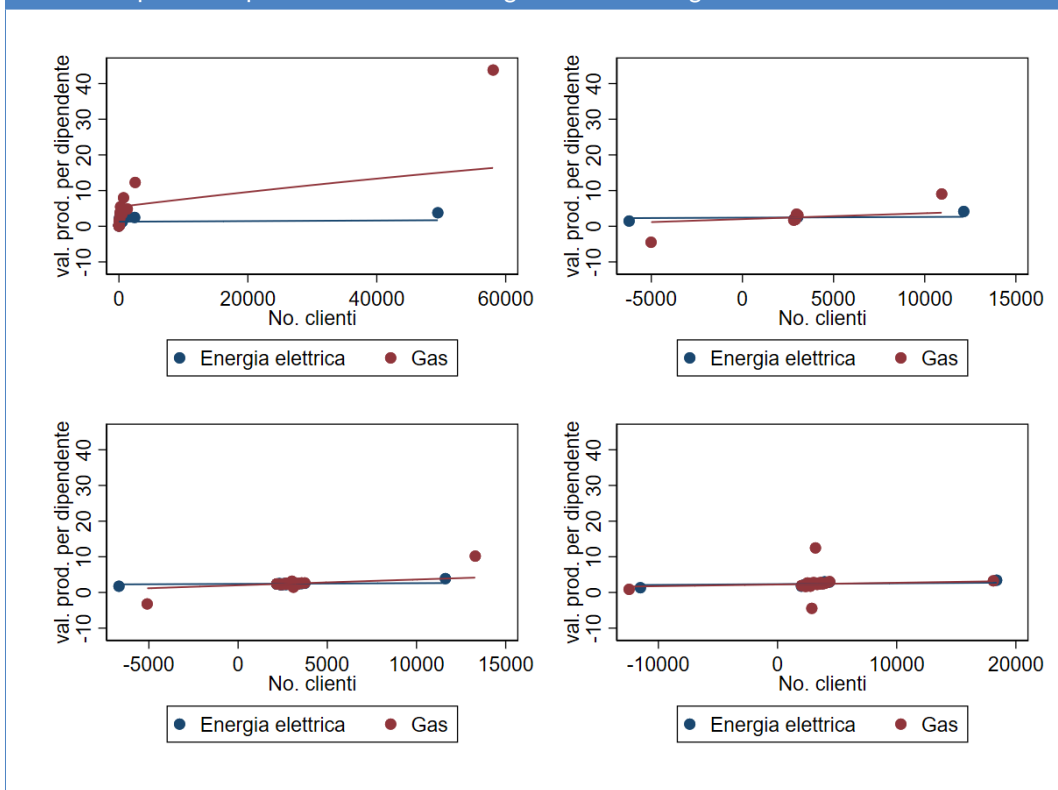 val. prod. per dipendente
40
30
20
10
0
-10
0 20000 40000 60000
No. clienti
Energia elettrica Gas
val. prod. per dipendente
40
30
20
10
0
-10
-5000 0 5000 10000 15000
No. clienti
Energia elettrica Gas
val. prod. per dipendente
40
30
20
10
0
-10
-5000 0 5000 10000 15000
No. clienti
Energia elettrica Gas
val. prod. per dipendente
40
30
20
10
0
-10
-10000 0 10000 20000
No. clienti
Energia elettrica Gas